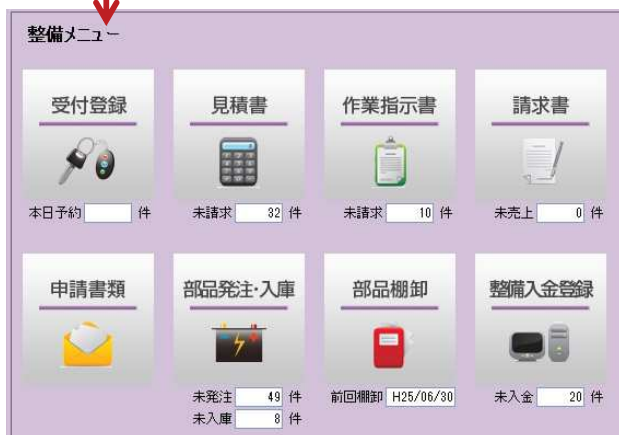 整備メニュー
受付登録 見積書 作業指示書 請求書
本日予約 件 未請求 32 件 未請求 10 件 未売上 0 件
申請書類 部品発注・入庫 部品棚卸 整備入金登録
未発注 49 件 前回棚卸 H25/06/30 未入金 20 件
未入庫 8 件